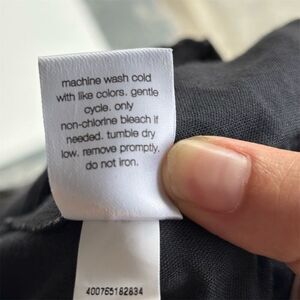 machine wash cold
with like colors. gentle
cycle. only
non-chlorine bleach if
needed. tumble dry
low. remove promptly.
do not iron.
400765182834